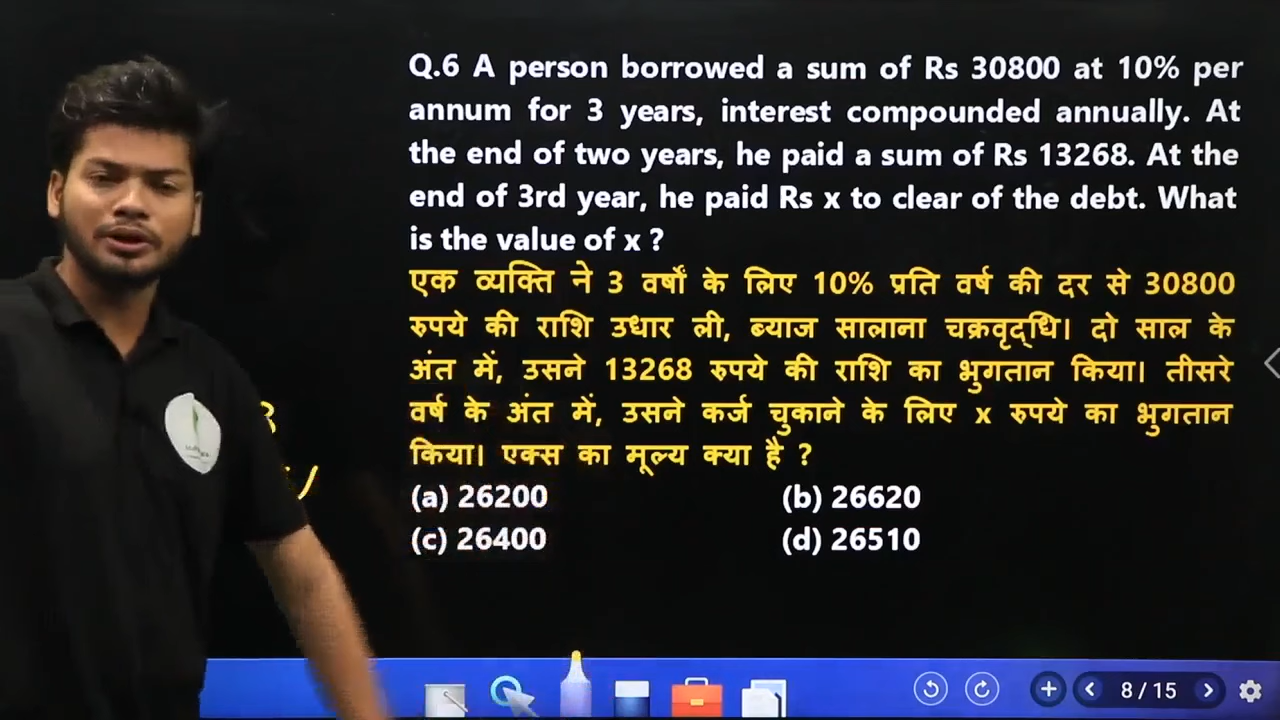 Q.6 A person borrowed a sum of Rs 30800 at 10% per
annum for 3 years, interest compounded annually. At
the end of two years, he paid a sum of Rs 13268. At the
end of 3rd year, he paid Rs x to clear of the debt. What
is the value of x ?
एक व्यक्ति ने 3 वर्षों के लिए 10% प्रति वर्ष की दर से 30800
रुपये की राशि उधार ली, ब्याज सालाना चक्रवृद्धि। दो साल के
अंत में, उसने 13268 रुपये की राशि का भुगतान किया। तीसरे
वर्ष के अंत में, उसने कर्ज चुकाने के लिए x रुपये का भुगतान
किया। एक्स का मूल्य क्या है ?
(a) 26200 (b) 26620
(c) 26400 (d) 26510
8 / 15